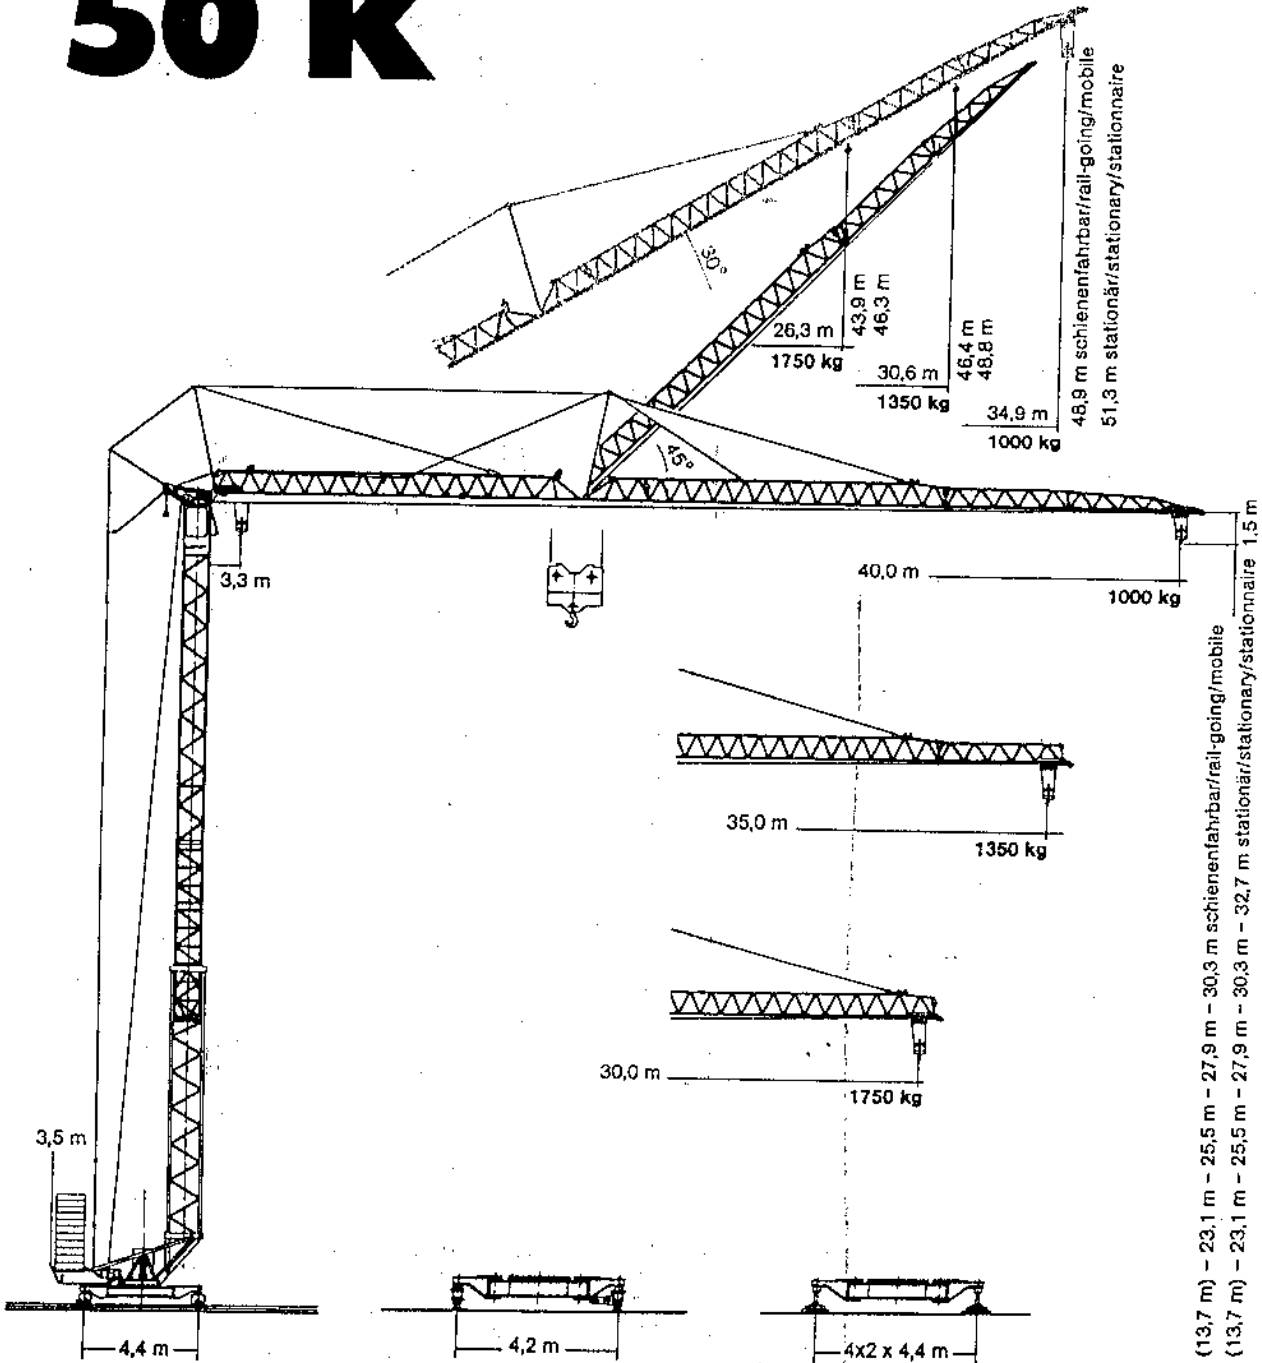 50 K
48,9 m schienenfahrbar/rail-going/mobile
51,3 m stationär/stationary/stationnaire
30°
43,9 m
46,3 m
26,3 m
1750 kg
46,4 m
48,8 m
30,6 m
1350 kg
34,9 m
1000 kg
45°
3,3 m
40,0 m
1000 kg
1,5 m
35,0 m
1350 kg
30,0 m
1750 kg
(13,7 m) – 23,1 m – 25,5 m – 27,9 m – 30,3 m schienenfahrbar/rail-going/mobile
(13,7 m) – 23,1 m – 25,5 m – 27,9 m – 30,3 m – 32,7 m stationär/stationary/stationnaire
3,5 m
4,4 m
4,2 m
4x2 x 4,4 m